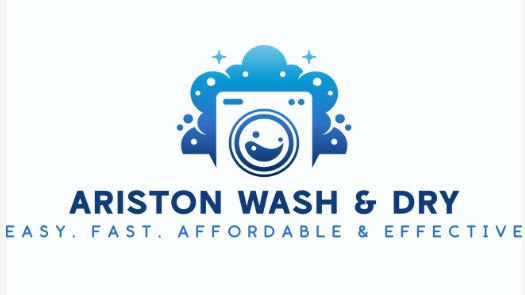 ARISTON WASH & DRY
EASY. FAST. AFFORDABLE & EFFECTIVE